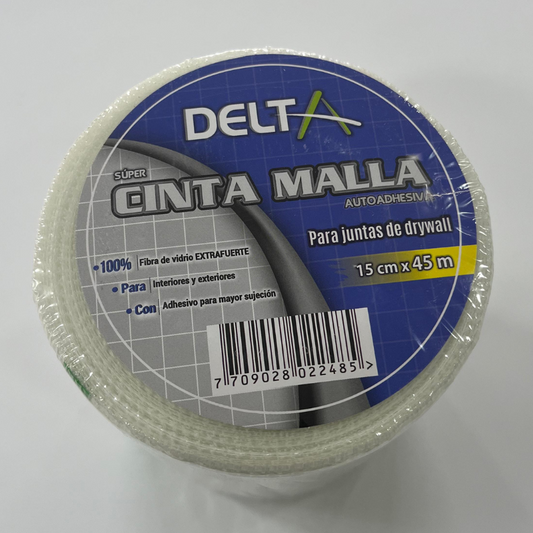 DELTA
SÚPER
CINTA MALLA
AUTOADHESIVA
Para juntas de drywall
15 cm x 45 m
•100% Fibra de vidrio EXTRAFUERTE
•Para Interiores y exteriores
•Con Adhesivo para mayor sujeción
7 709028 022485 >